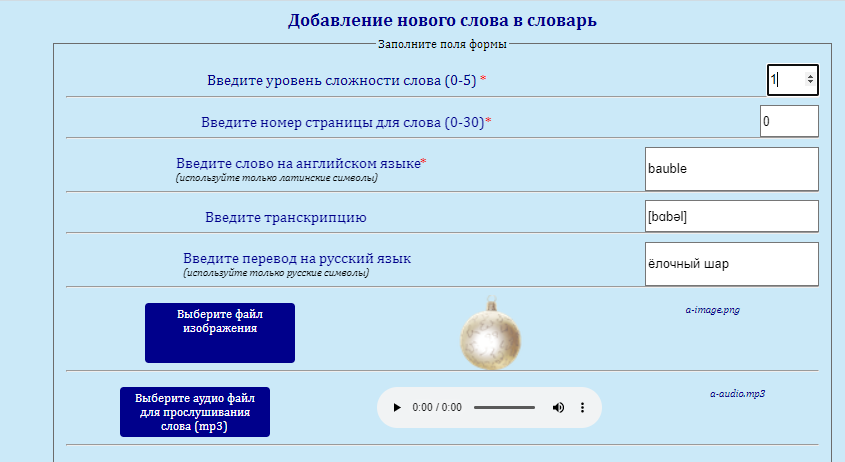 Добавление нового слова в словарь
Заполните поля формы
Введите уровень сложности слова (0-5) *
1
Введите номер страницы для слова (0-30)*
0
Введите слово на английском языке*
(используйте только латинские символы)
bauble
Введите транскрипцию
[bɑbəl]
Введите перевод на русский язык
(используйте только русские символы)
ёлочный шар
Выберите файл
изображения
a-image.png
Выберите аудио файл
для прослушивания
слова (mp3)
0:00 / 0:00
a-audio.mp3